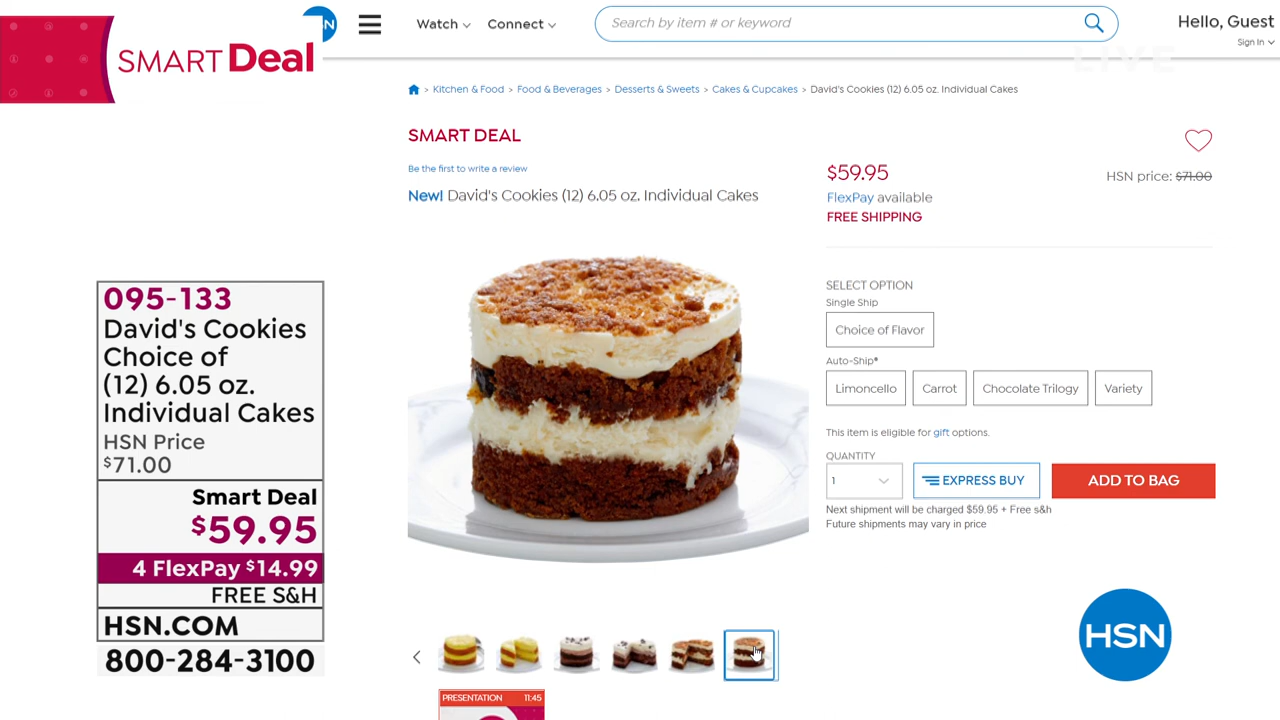 SMART Deal
N
Watch
Connect
Search by item # or keyword
Hello, Guest
Sign In
LIVE
> Kitchen & Food > Food & Beverages > Desserts & Sweets > Cakes & Cupcakes > David's Cookies (12) 6.05 oz. Individual Cakes
SMART DEAL
Be the first to write a review
New! David's Cookies (12) 6.05 oz. Individual Cakes
$59.95
HSN price: $71.00
FlexPay available
FREE SHIPPING
SELECT OPTION
Single Ship
Choice of Flavor
Auto-Ship®
Limoncello
Carrot
Chocolate Trilogy
Variety
This item is eligible for gift options.
QUANTITY
1
EXPRESS BUY
ADD TO BAG
Next shipment will be charged $59.95 + Free s&h
Future shipments may vary in price
095-133
David's Cookies
Choice of
(12) 6.05 oz.
Individual Cakes
HSN Price
$71.00
Smart Deal
$59.95
4 FlexPay $14.99
FREE S&H
HSN.COM
800-284-3100
HSN
PRESENTATION 11:45